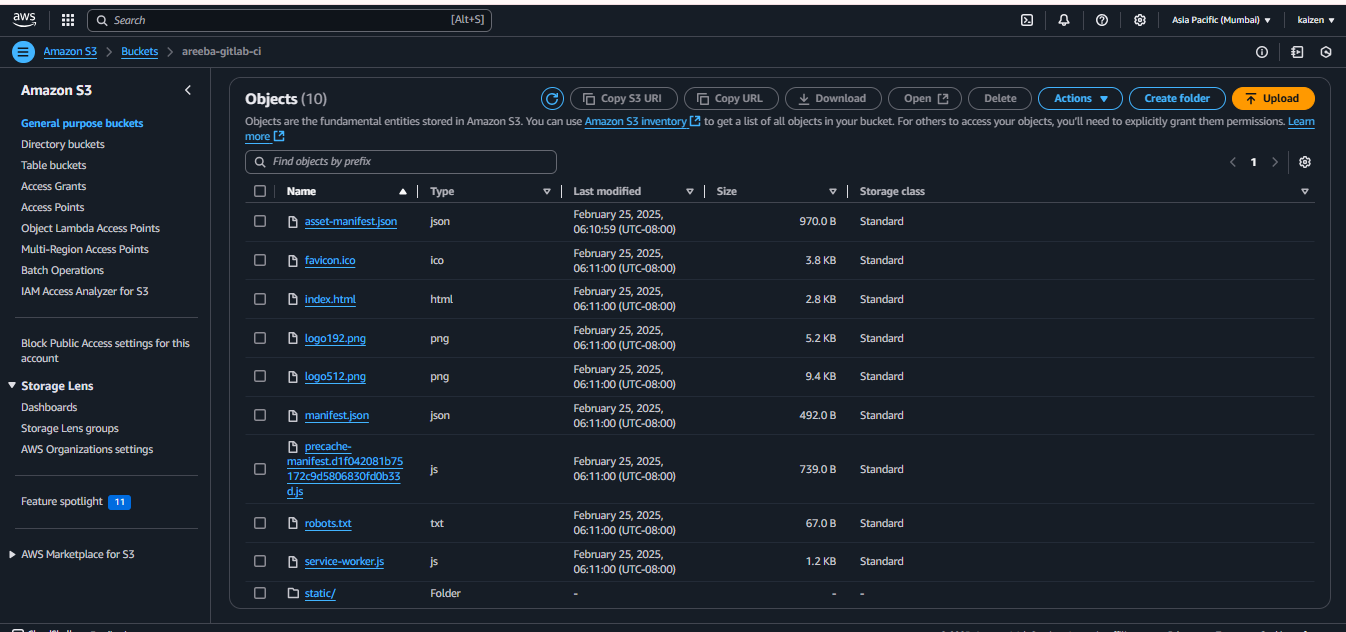 aws
Search
[Alt+S]
Asia Pacific (Mumbai)
kaizen
Amazon S3
Buckets
areeba-gitlab-ci
Amazon S3
General purpose buckets
Directory buckets
Table buckets
Access Grants
Access Points
Object Lambda Access Points
Multi-Region Access Points
Batch Operations
IAM Access Analyzer for S3
Block Public Access settings for this
account
Storage Lens
Dashboards
Storage Lens groups
AWS Organizations settings
Feature spotlight 11
AWS Marketplace for S3
Objects (10)
Copy S3 URI
Copy URL
Download
Open
Delete
Actions
Create folder
Upload
Objects are the fundamental entities stored in Amazon S3. You can use Amazon S3 inventory to get a list of all objects in your bucket. For others to access your objects, you'll need to explicitly grant them permissions. Learn
more
Find objects by prefix
1
Name Type Last modified Size Storage class
asset-manifest.json json February 25, 2025, 970.0 B Standard
06:10:59 (UTC-08:00)
favicon.ico ico February 25, 2025, 3.8 KB Standard
06:11:00 (UTC-08:00)
index.html html February 25, 2025, 2.8 KB Standard
06:11:00 (UTC-08:00)
logo192.png png February 25, 2025, 5.2 KB Standard
06:11:00 (UTC-08:00)
logo512.png png February 25, 2025, 9.4 KB Standard
06:11:00 (UTC-08:00)
manifest.json json February 25, 2025, 492.0 B Standard
06:11:00 (UTC-08:00)
precache-
manifest.d1f042081b75
172c9d5806830fd0b33
d.js
js February 25, 2025, 739.0 B Standard
06:11:00 (UTC-08:00)
robots.txt txt February 25, 2025, 67.0 B Standard
06:11:00 (UTC-08:00)
service-worker.js js February 25, 2025, 1.2 KB Standard
06:11:00 (UTC-08:00)
static/ Folder - - -